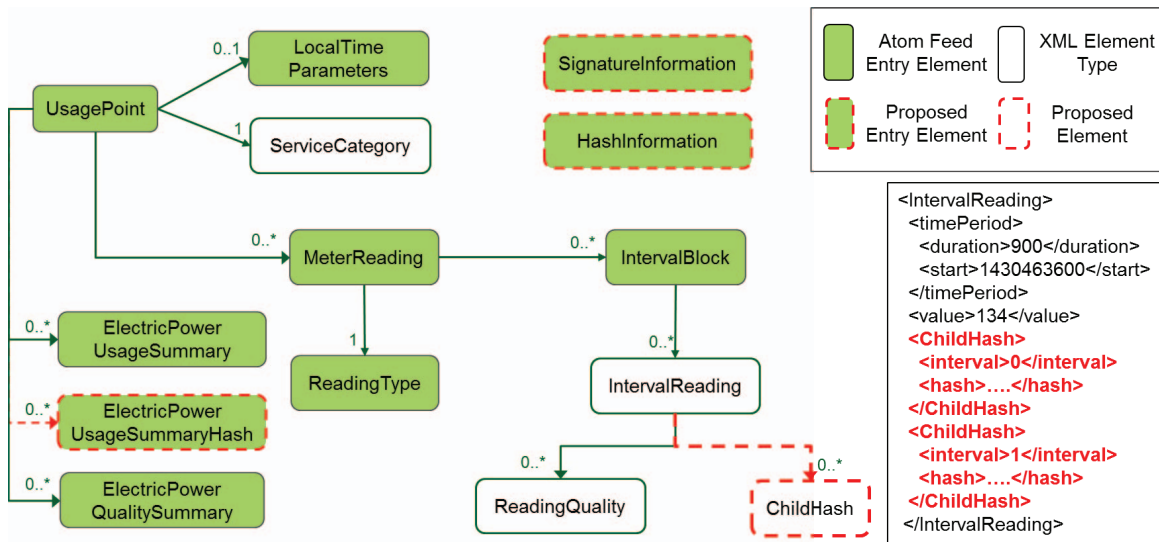 0..1
LocalTime
Parameters
UsagePoint
1
ServiceCategory
SignatureInformation
HashInformation
Atom Feed
Entry Element
XML Element
Type
Proposed
Entry Element
Proposed
Element
0..*
MeterReading
0..*
IntervalBlock
0..*
ElectricPower
UsageSummary
1
ReadingType
0..*
IntervalReading
0..*
ElectricPower
UsageSummaryHash
0..*
ElectricPower
QualitySummary
0..*
ReadingQuality
0..*
ChildHash
<IntervalReading>
<timePeriod>
<duration>900</duration>
<start>1430463600</start>
</timePeriod>
<value>134</value>
<ChildHash>
<interval>0</interval>
<hash>....</hash>
</ChildHash>
<ChildHash>
<interval>1</interval>
<hash>....</hash>
</ChildHash>
</IntervalReading>